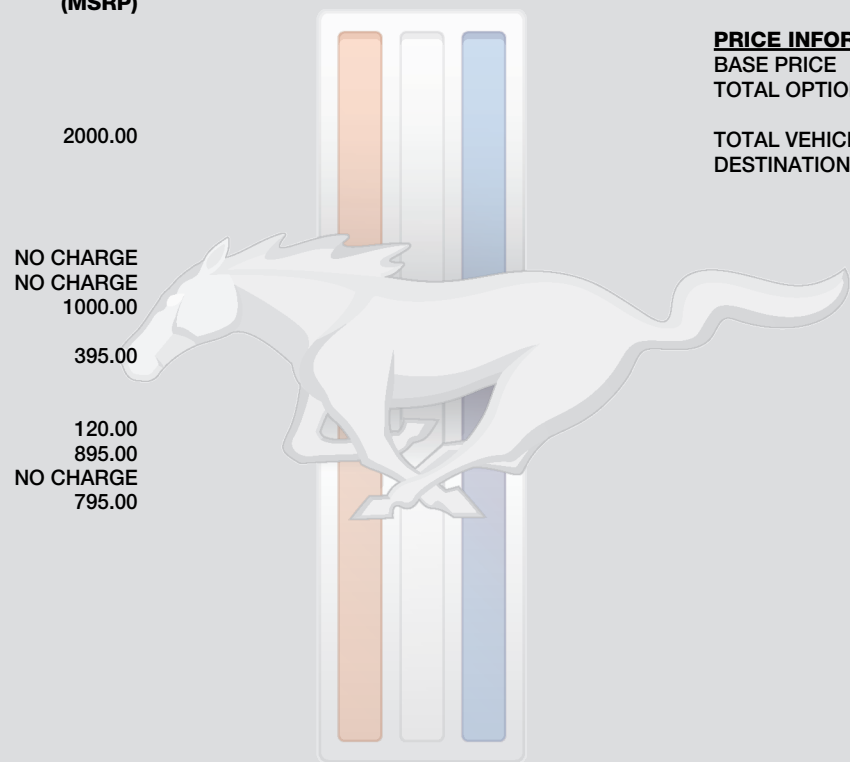 (MSRP)
2000.00
NO CHARGE
NO CHARGE
1000.00
395.00
120.00
895.00
NO CHARGE
795.00
PRICE INFOR
BASE PRICE
TOTAL OPTIO
TOTAL VEHICL
DESTINATION